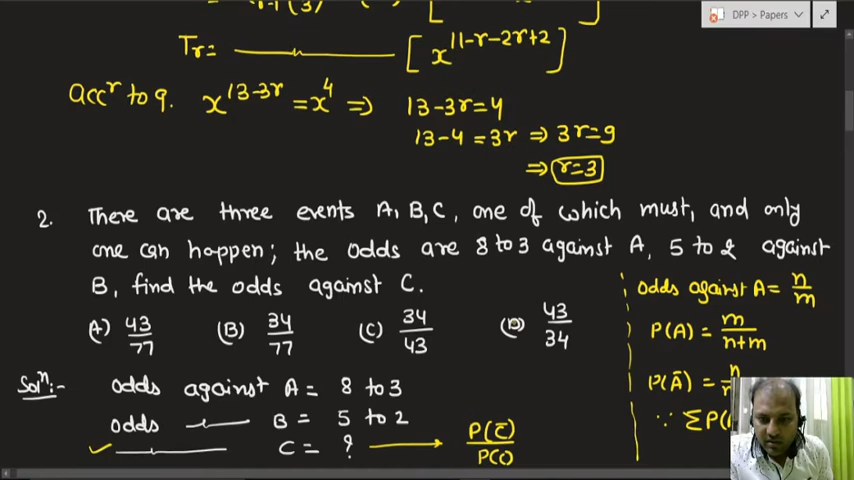 DPP > Papers
Tr= [x^11-r-2r+2]
acc^r to q. x^13-3r = x^4 ⇒ 13-3r=4
13-4 = 3r ⇒ 3r=9
⇒ r=3
2. There are three events A, B, C, one of which must, and only
one can happen; the odds are 8 to 3 against A, 5 to 2 against
B, find the odds against C.
(A) 43/77 (B) 34/77 (C) 34/43 (D) 43/34
odds against A = n/m
P(A) = m/n+m
P(Ā) = n
∵ ΣP(
Sol^n:- odds against A = 8 to 3
odds B = 5 to 2
C = ? → P(C̄)/P(C)